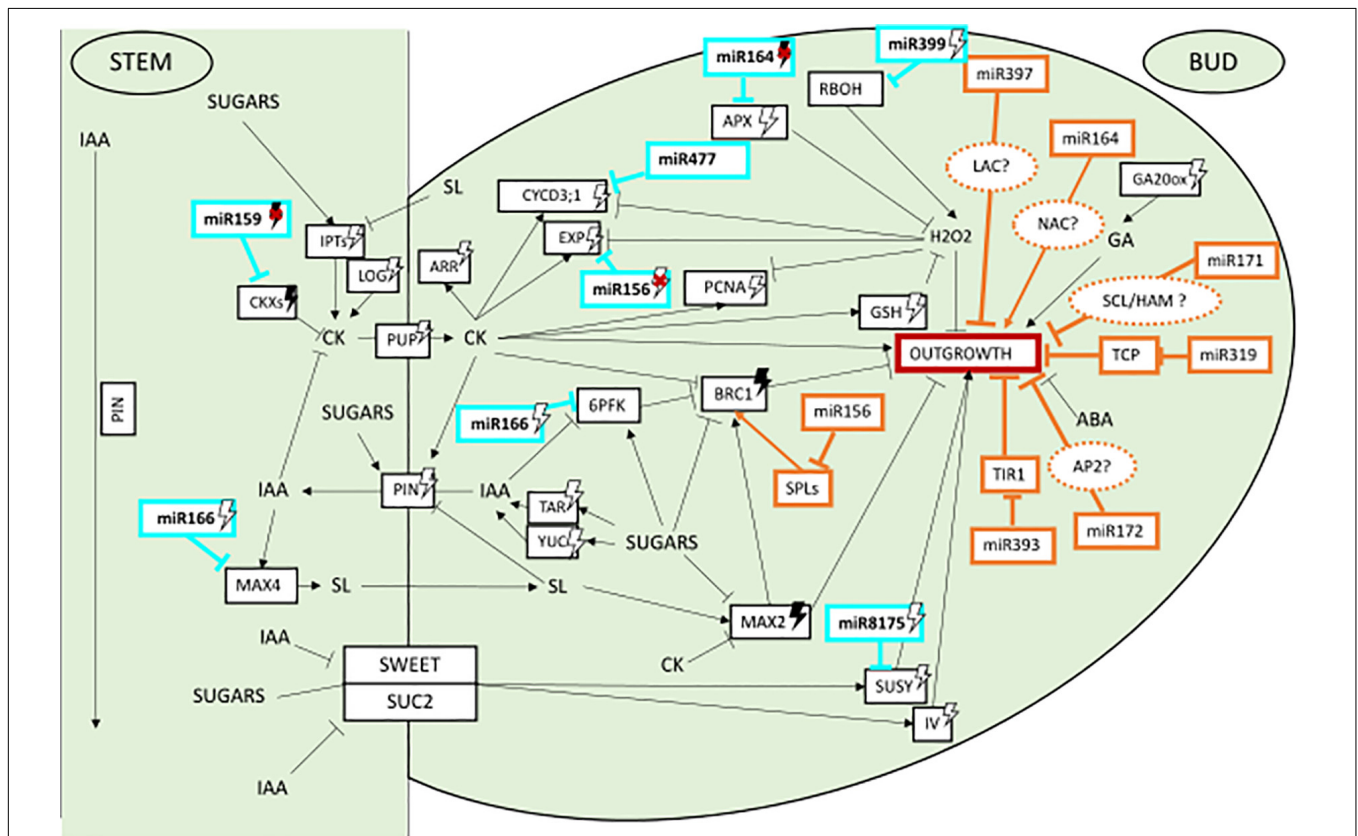 STEM
BUD
miR164
miR399
miR397
SUGARS
RBOH
IAA
APX
miR164
miR477
LAC?
GA20ox
SL
CYCD3;1
miR159
NAC?
IPTs
EXP
H2O2
GA
ARR
miR171
LOG
miR156
PCNA
CKXs
SCL/HAM ?
GSH
CK
PUP
CK
OUTGROWTH
TCP
miR319
BRC1
PIN
6PFK
miR156
SUGARS
miR166
ABA
AP2?
TIR1
SPLs
IAA
PIN
IAA
TAR
miR166
miR172
YUC
SUGARS
miR393
MAX4
SL
SL
MAX2
miR8175
IAA
SWEET
CK
SUGARS
SUC2
SUSY
IV
IAA